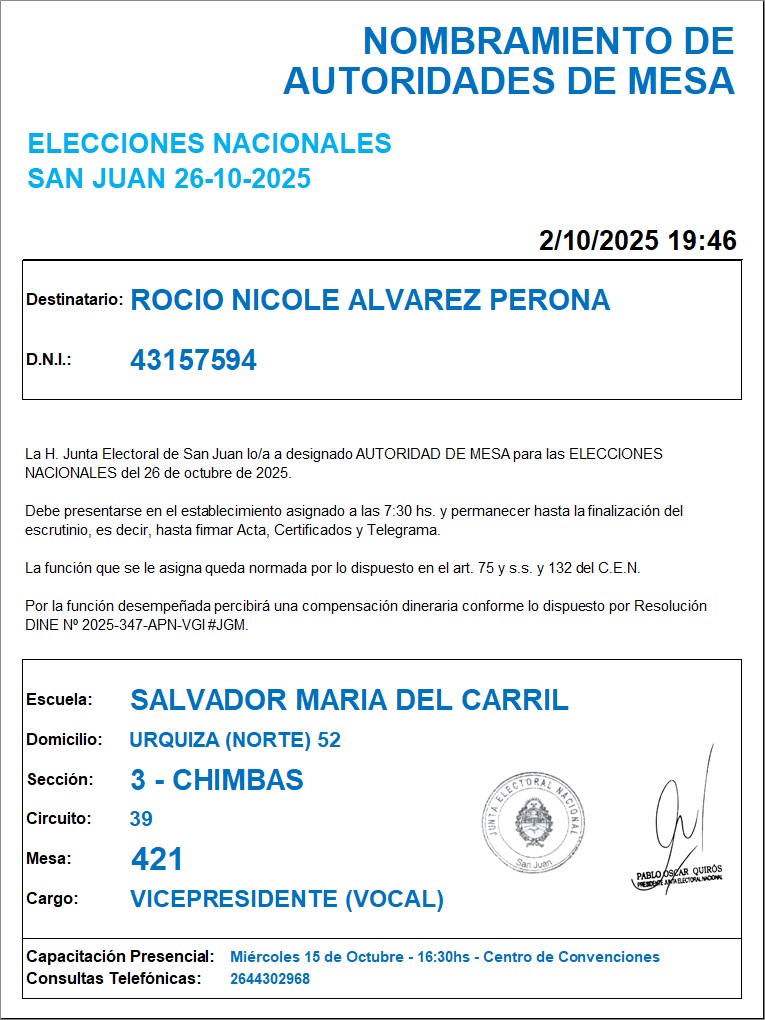 NOMBRAMIENTO DE
AUTORIDADES DE MESA
ELECCIONES NACIONALES
SAN JUAN 26-10-2025
2/10/2025 19:46
Destinatario: ROCIO NICOLE ALVAREZ PERONA
D.N.I.: 43157594
La H. Junta Electoral de San Juan lo/a a designado AUTORIDAD DE MESA para las ELECCIONES
NACIONALES del 26 de octubre de 2025.
Debe presentarse en el establecimiento asignado a las 7:30 hs. y permanecer hasta la finalización del
escrutinio, es decir, hasta firmar Acta, Certificados y Telegrama.
La función que se le asigna queda normada por lo dispuesto en el art. 75 y s.s. y 132 del C.E.N.
Por la función desempeñada percibirá una compensación dineraria conforme lo dispuesto por Resolución
DINE Nº 2025-347-APN-VGI#JGM.
Escuela: SALVADOR MARIA DEL CARRIL
Domicilio: URQUIZA (NORTE) 52
Sección: 3 - CHIMBAS
Circuito: 39
Mesa: 421
Cargo: VICEPRESIDENTE (VOCAL)
JUNTA ELECTORAL NACIONAL
San Juan
PABLO OSCAR QUIRÓS
PRESIDENTE JUNTA ELECTORAL NACIONAL
Capacitación Presencial: Miércoles 15 de Octubre - 16:30hs - Centro de Convenciones
Consultas Telefónicas: 2644302968